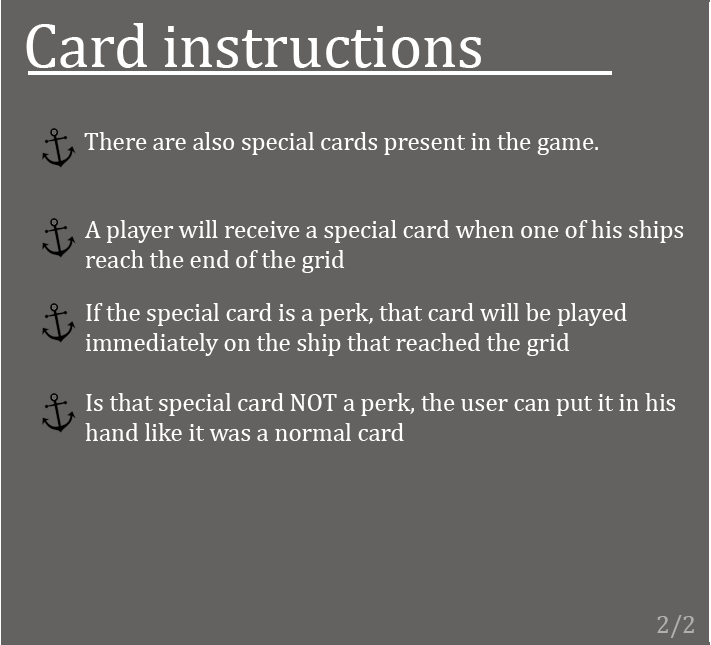 Card instructions
There are also special cards present in the game.
A player will receive a special card when one of his ships
reach the end of the grid
If the special card is a perk, that card will be played
immediately on the ship that reached the grid
Is that special card NOT a perk, the user can put it in his
hand like it was a normal card
2/2